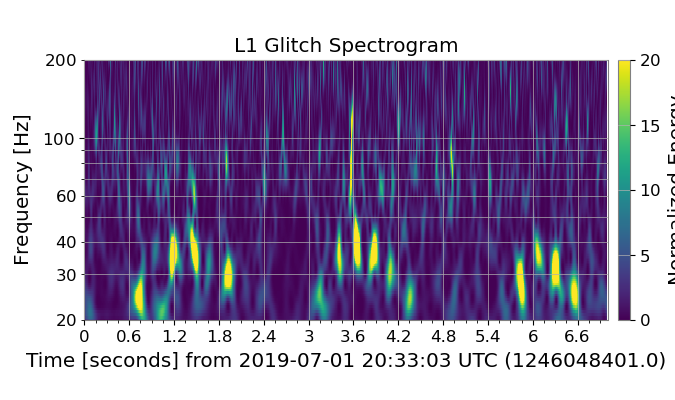 L1 Glitch Spectrogram
Frequency [Hz]
200
100
60
40
30
20
0 0.6 1.2 1.8 2.4 3 3.6 4.2 4.8 5.4 6 6.6
Time [seconds] from 2019-07-01 20:33:03 UTC (1246048401.0)
20
15
10
5
0
Normalized Energy